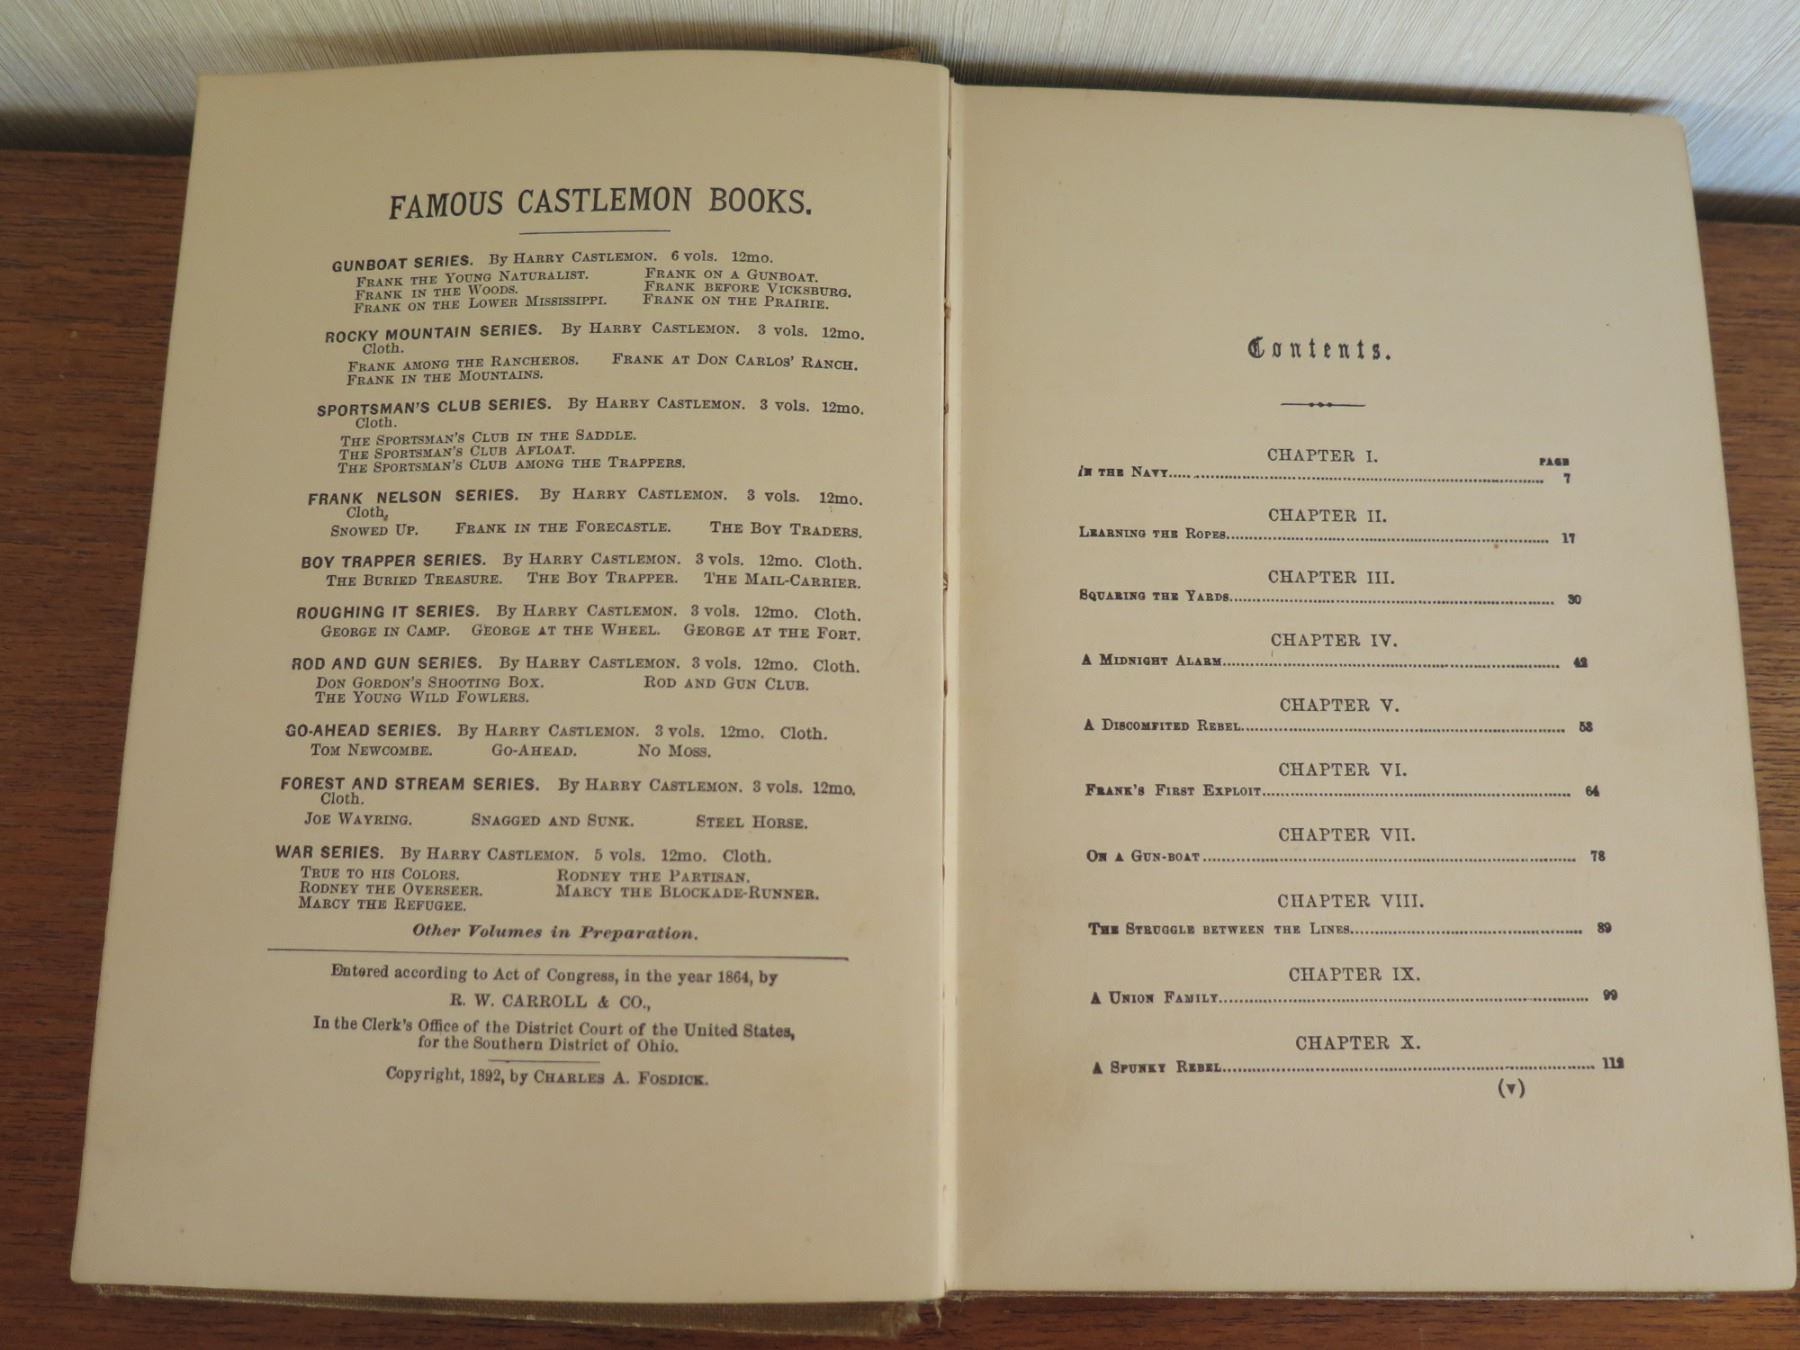 FAMOUS CASTLEMON BOOKS.
GUNBOAT SERIES. By HARRY CASTLEMON. 6 vols. 12mo.
FRANK THE YOUNG NATURALIST. FRANK ON A GUNBOAT.
FRANK IN THE WOODS. FRANK BEFORE VICKSBURG.
FRANK ON THE LOWER MISSISSIPPI. FRANK ON THE PRAIRIE.
ROCKY MOUNTAIN SERIES. By HARRY CASTLEMON. 3 vols. 12mo.
Cloth.
FRANK AMONG THE RANCHEROS. FRANK AT DON CARLOS' RANCH.
FRANK IN THE MOUNTAINS.
SPORTSMAN'S CLUB SERIES. By HARRY CASTLEMON. 3 vols. 12mo.
Cloth.
THE SPORTSMAN'S CLUB IN THE SADDLE.
THE SPORTSMAN'S CLUB AFLOAT.
THE SPORTSMAN'S CLUB AMONG THE TRAPPERS.
FRANK NELSON SERIES. By HARRY CASTLEMON. 3 vols. 12mo.
Cloth.
SNOWED UP. FRANK IN THE FORECASTLE. THE BOY TRADERS.
BOY TRAPPER SERIES. By HARRY CASTLEMON. 3 vols. 12mo. Cloth.
THE BURIED TREASURE. THE BOY TRAPPER. THE MAIL-CARRIER.
ROUGHING IT SERIES. By HARRY CASTLEMON. 3 vols. 12mo. Cloth.
GEORGE IN CAMP. GEORGE AT THE WHEEL. GEORGE AT THE FORT.
ROD AND GUN SERIES. By HARRY CASTLEMON. 3 vols. 12mo. Cloth.
DON GORDON'S SHOOTING BOX. ROD AND GUN CLUB.
THE YOUNG WILD FOWLERS.
GO-AHEAD SERIES. By HARRY CASTLEMON. 3 vols. 12mo. Cloth.
TOM NEWCOMBE. GO-AHEAD. NO MOSS.
FOREST AND STREAM SERIES. By HARRY CASTLEMON. 3 vols. 12mo.
Cloth.
JOE WAYRING. SNAGGED AND SUNK. STEEL HORSE.
WAR SERIES. By HARRY CASTLEMON. 5 vols. 12mo. Cloth.
TRUE TO HIS COLORS. RODNEY THE PARTISAN.
RODNEY THE OVERSEER. MARCY THE BLOCKADE-RUNNER.
MARCY THE REFUGEE.
Other Volumes in Preparation.
Entered according to Act of Congress, in the year 1864, by
R. W. CARROLL & CO.,
In the Clerk's Office of the District Court of the United States,
for the Southern District of Ohio.
Copyright, 1892, by CHARLES A. FOSDICK.
Contents.
CHAPTER I.
PAGE
IN THE NAVY 7
CHAPTER II.
LEARNING THE ROPES 17
CHAPTER III.
SQUARING THE YARDS 30
CHAPTER IV.
A MIDNIGHT ALARM 42
CHAPTER V.
A DISCOMFITED REBEL 53
CHAPTER VI.
FRANK'S FIRST EXPLOIT 64
CHAPTER VII.
ON A GUN-BOAT 78
CHAPTER VIII.
THE STRUGGLE BETWEEN THE LINES 89
CHAPTER IX.
A UNION FAMILY 99
CHAPTER X.
A SPUNKY REBEL 112
(v)